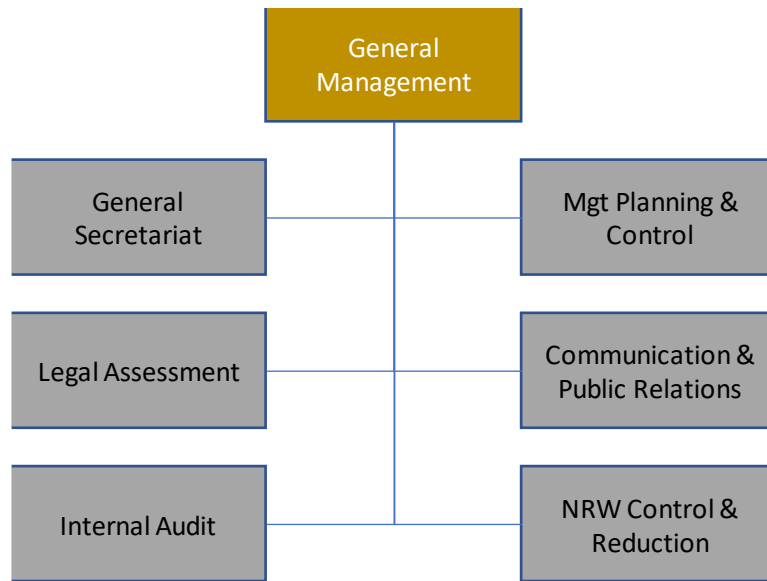 General
Management
General
Secretariat
Mgt Planning &
Control
Legal Assessment
Communication &
Public Relations
Internal Audit
NRW Control &
Reduction